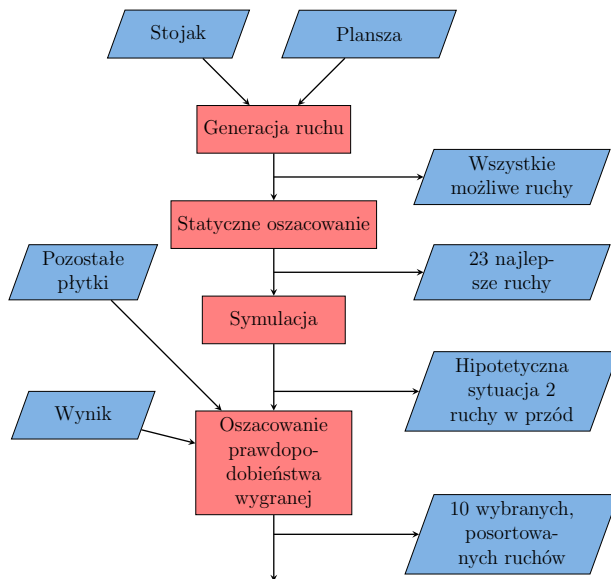 Stojak
Plansza
Generacja ruchu
Wszystkie
możliwe ruchy
Statyczne oszacowanie
Pozostałe
płytki
23 najlep-
sze ruchy
Symulacja
Hipotetyczna
sytuacja 2
ruchy w przód
Wynik
Oszacowanie
prawdopo-
dobieństwa
wygranej
10 wybranych,
posortowa-
nych ruchów